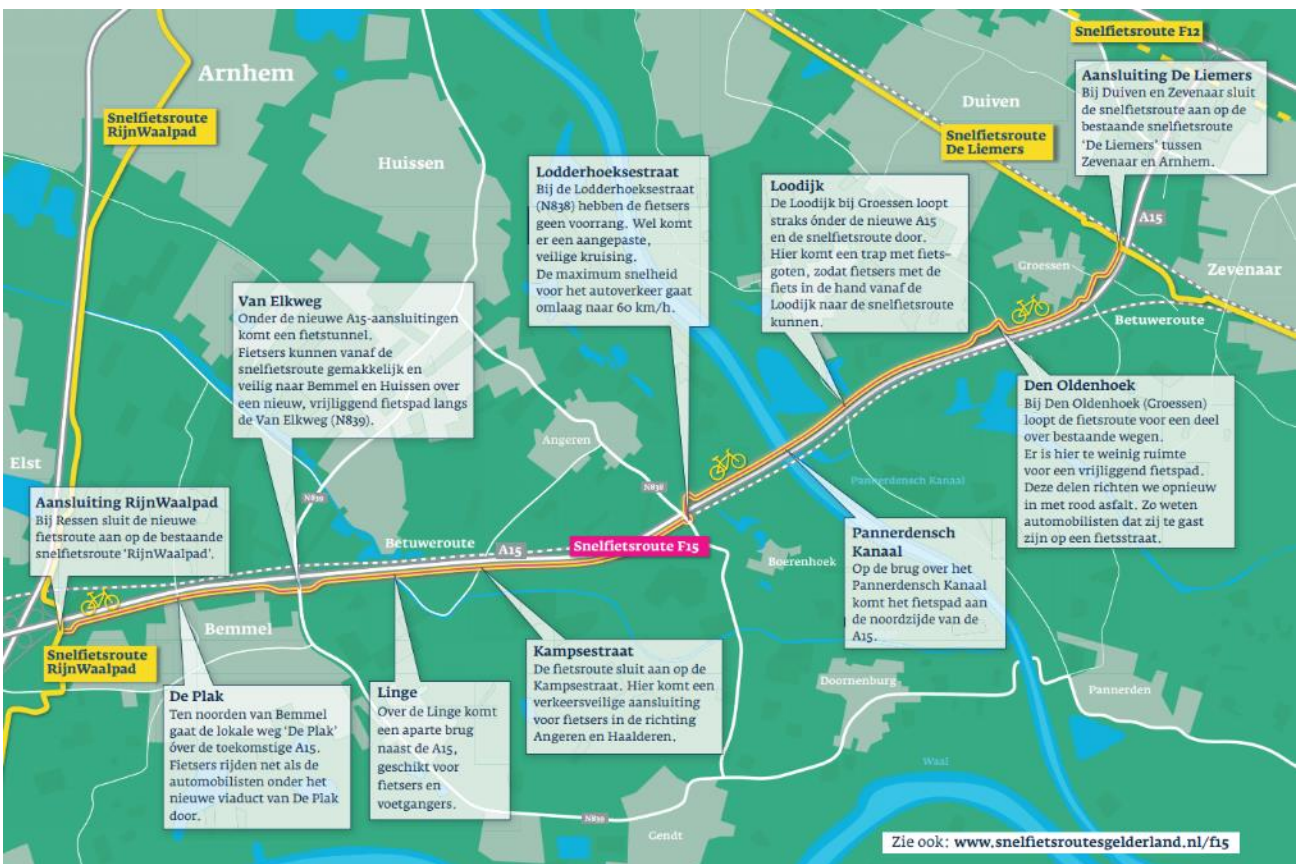 Snelfietsroute F12
Aansluiting De Liemers
Bij Duiven en Zevenaar sluit
de snelfietsroute aan op de
bestaande snelfietsroute
‘De Liemers’ tussen
Zevenaar en Arnhem.
Arnhem
Duiven
Snelfietsroute
RijnWaalpad
Snelfietsroute
De Liemers
Huissen
Lodderhoeksestraat
Bij de Lodderhoeksestraat
(N838) hebben de fietsers
geen voorrang. Wel komt
er een aangepaste,
veilige kruising.
De maximum snelheid
voor het autoverkeer gaat
omlaag naar 60 km/h.
Loodijk
De Loodijk bij Groessen loopt
straks ónder de nieuwe A15
en de snelfietsroute door.
Hier komt een trap met fiets-
goten, zodat fietsers met de
fiets in de hand vanaf de
Loodijk naar de snelfietsroute
kunnen.
A15
Groessen
Zevenaar
Betuweroute
Van Elkweg
Onder de nieuwe A15-aansluitingen
komt een fietstunnel.
Fietsers kunnen vanaf de
snelfietsroute gemakkelijk en
veilig naar Bemmel en Huissen over
een nieuw, vrijliggend fietspad langs
de Van Elkweg (N839).
Den Oldenhoek
Bij Den Oldenhoek (Groessen)
loopt de fietsroute voor een deel
over bestaande wegen.
Er is hier te weinig ruimte
voor een vrijliggend fietspad.
Deze delen richten we opnieuw
in met rood asfalt. Zo weten
automobilisten dat zij te gast
zijn op een fietsstraat.
Angeren
Elst
Pannerdensch Kanaal
N838
N839
Aansluiting RijnWaalpad
Bij Ressen sluit de nieuwe
fietsroute aan op de bestaande
snelfietsroute ‘RijnWaalpad’.
Betuweroute
A15
Snelfietsroute F15
Boerenhoek
Pannerdensch
Kanaal
Op de brug over het
Pannerdensch Kanaal
komt het fietspad aan
de noordzijde van de
A15.
Bemmel
Snelfietsroute
RijnWaalpad
Kampsestraat
De fietsroute sluit aan op de
Kampsestraat. Hier komt een
verkeersveilige aansluiting
voor fietsers in de richting
Angeren en Haalderen.
Doornenburg
Pannerden
De Plak
Ten noorden van Bemmel
gaat de lokale weg ‘De Plak’
óver de toekomstige A15.
Fietsers rijden net als de
automobilisten onder het
nieuwe viaduct van De Plak
door.
Linge
Over de Linge komt
een aparte brug
naast de A15,
geschikt voor
fietsers en
voetgangers.
Waal
N839
Gendt
Zie ook: www.snelfietsroutesgelderland.nl/f15